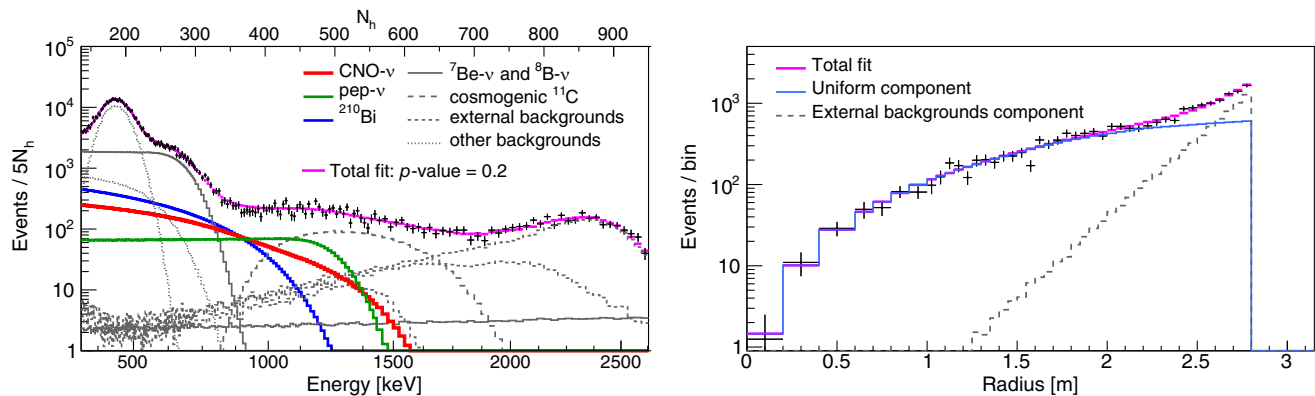 N_h
200 300 400 500 600 700 800 900
10^5
10^4
10^3
10^2
10
1
Events / 5N_h
CNO-ν
pep-ν
^210Bi
^7Be-ν and ^8B-ν
cosmogenic ^11C
external backgrounds
other backgrounds
Total fit: p-value = 0.2
500 1000 1500 2000 2500
Energy [keV]
Total fit
Uniform component
External backgrounds component
10^3
10^2
10
1
Events / bin
0 0.5 1 1.5 2 2.5 3
Radius [m]